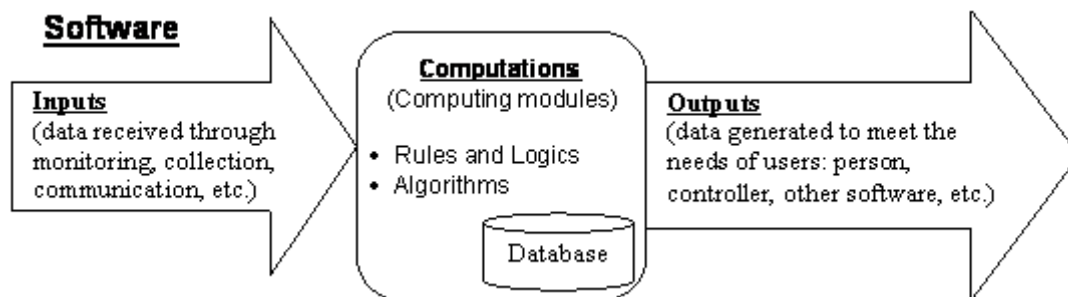 Software
Inputs
(data received through
monitoring, collection,
communication, etc.)
Computations
(Computing modules)
• Rules and Logics
• Algorithms
Database
Outputs
(data generated to meet the
needs of users: person,
controller, other software, etc.)